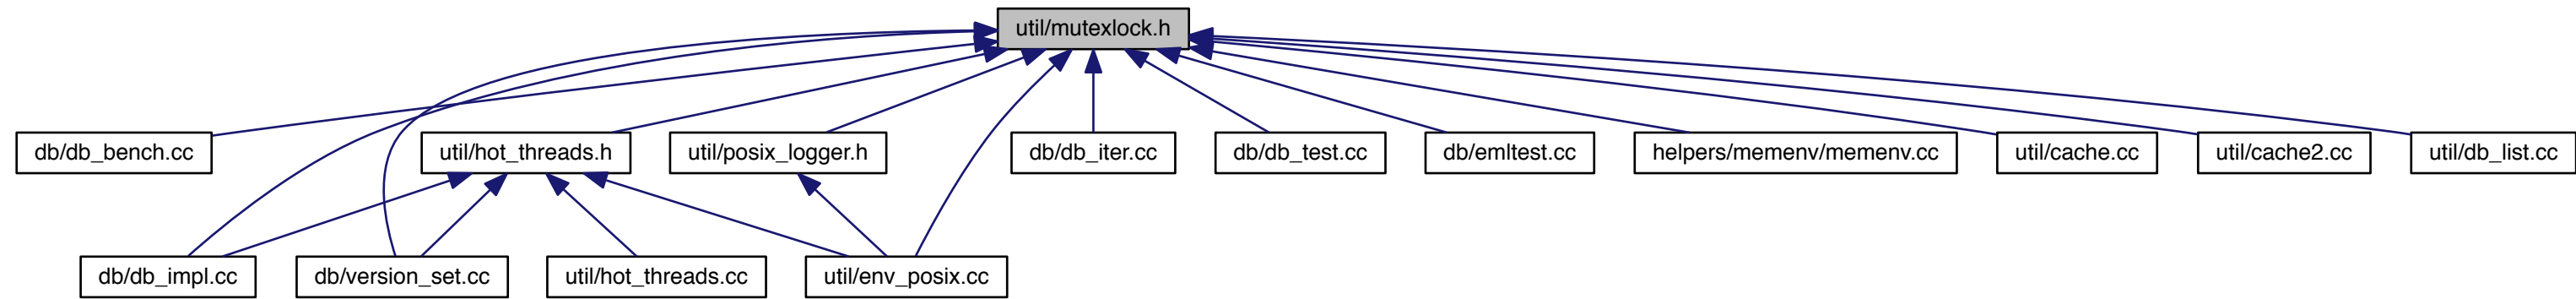 util/mutexlock.h
db/db_bench.cc
util/hot_threads.h
util/posix_logger.h
db/db_iter.cc
db/db_test.cc
db/emltest.cc
helpers/memenv/memenv.cc
util/cache.cc
util/cache2.cc
util/db_list.cc
db/db_impl.cc
db/version_set.cc
util/hot_threads.cc
util/env_posix.cc